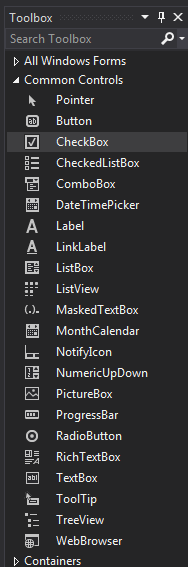 Toolbox
Search Toolbox
All Windows Forms
Common Controls
Pointer
Button
CheckBox
CheckedListBox
ComboBox
DateTimePicker
Label
LinkLabel
ListBox
ListView
MaskedTextBox
MonthCalendar
NotifyIcon
NumericUpDown
PictureBox
ProgressBar
RadioButton
RichTextBox
TextBox
ToolTip
TreeView
WebBrowser
Containers